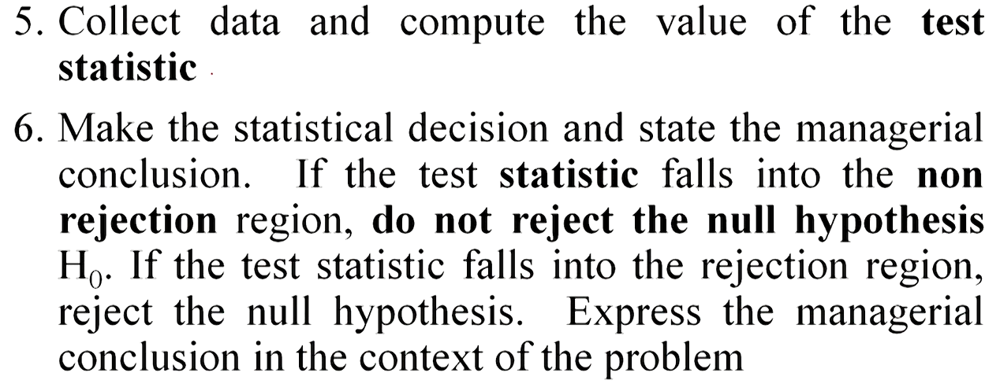 5. Collect data and compute the value of the test
statistic
6. Make the statistical decision and state the managerial
conclusion. If the test statistic falls into the non
rejection region, do not reject the null hypothesis
H₀. If the test statistic falls into the rejection region,
reject the null hypothesis. Express the managerial
conclusion in the context of the problem